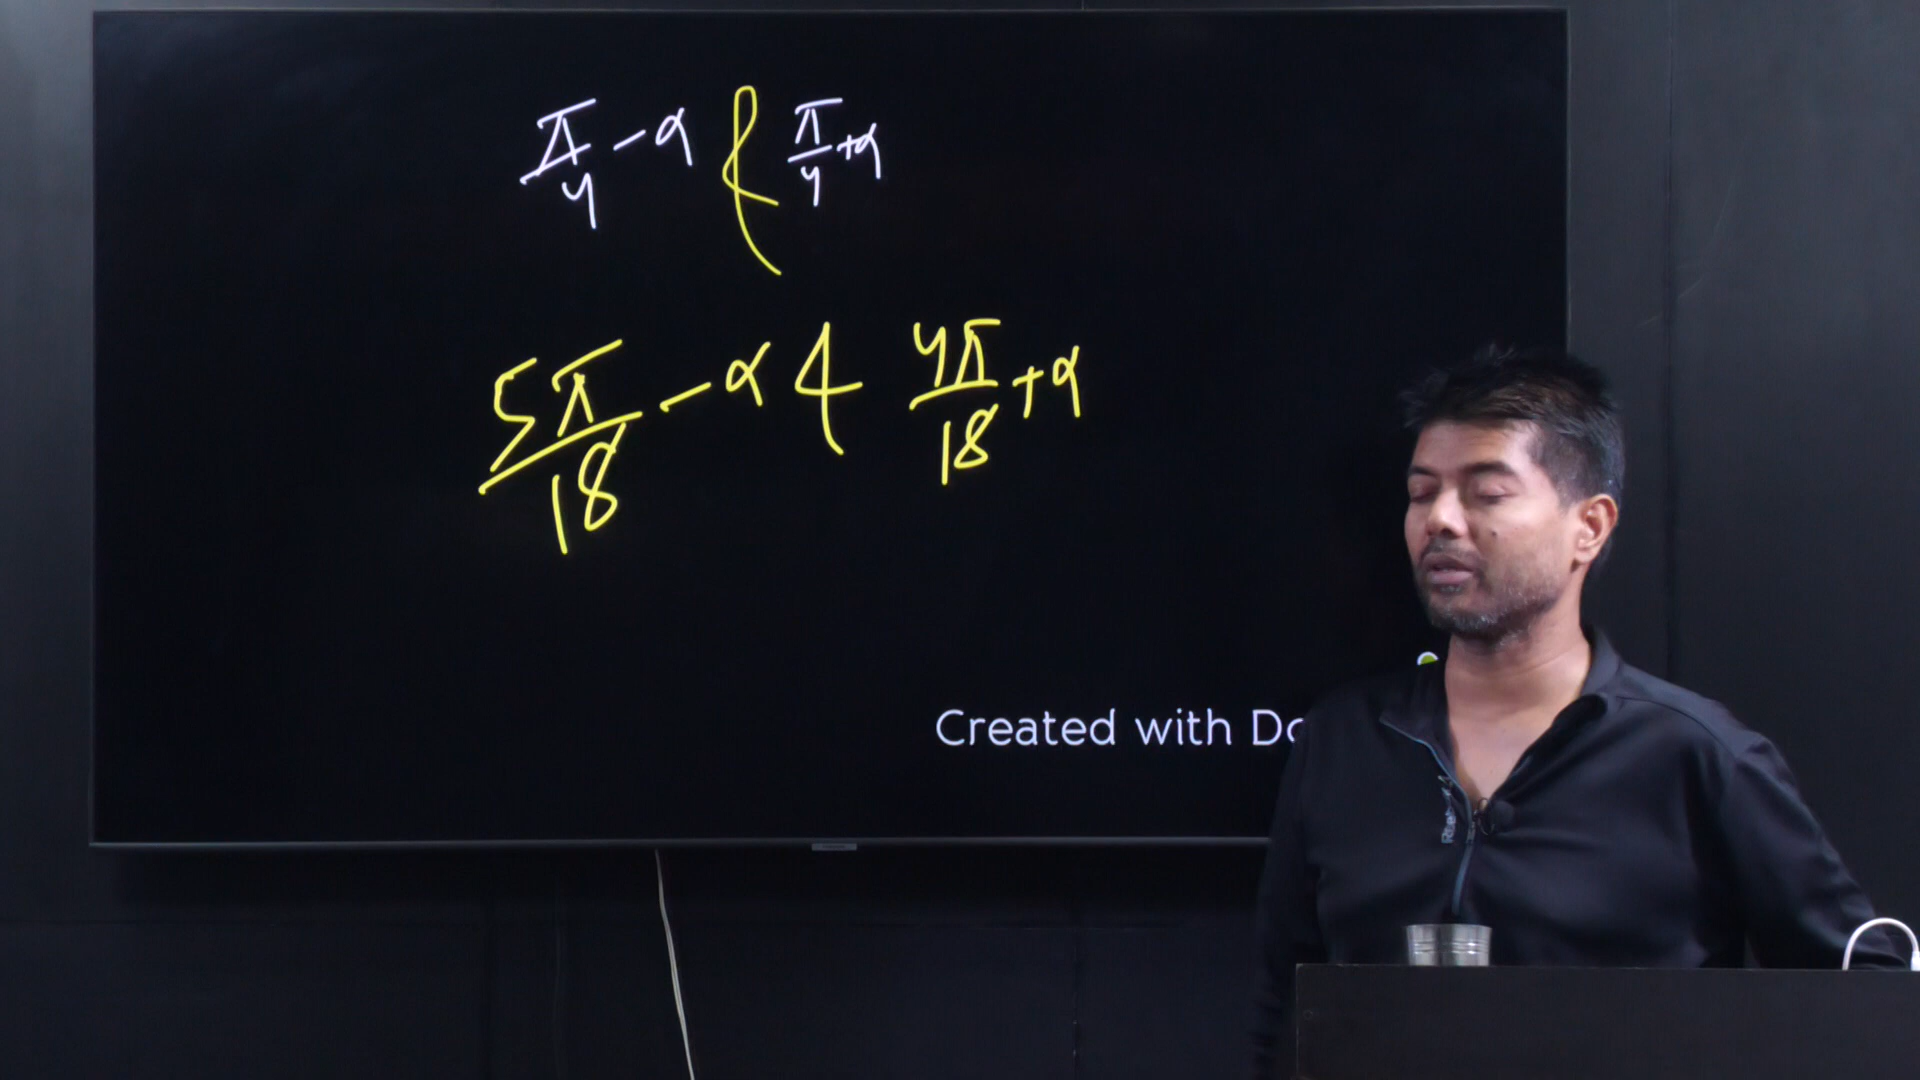 π/4 - α & π/4 + α
5π/18 - α & 4π/18 + α
Created with Do